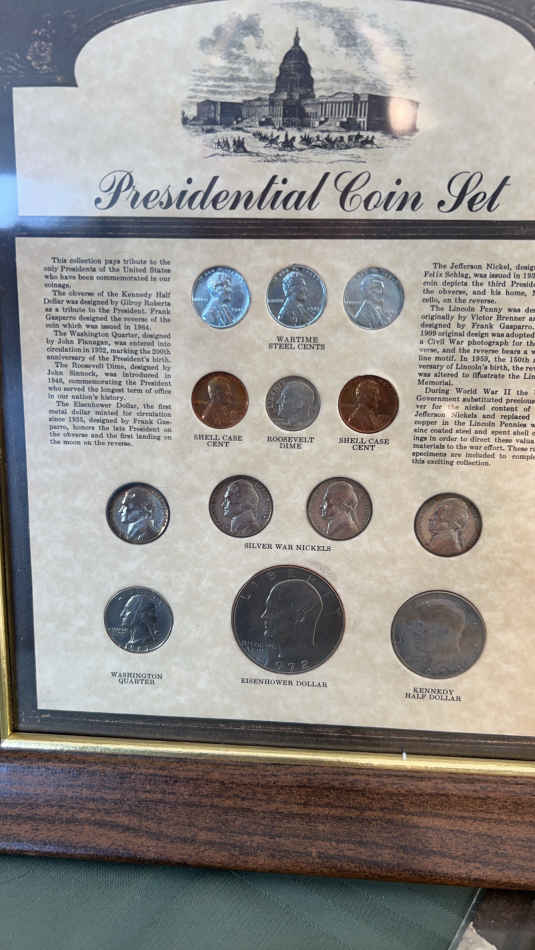 Presidential Coin Set
This collection pays tribute to the
only Presidents of the United States
who have been commemorated in our
coinage.
The obverse of the Kennedy Half
Dollar was designed by Gilroy Roberts
as a tribute to the President. Frank
Gasparro designed the reverse of the
coin which was issued in 1964.
The Washington Quarter, designed
by John Flanagan, was entered into
circulation in 1932, marking the 200th
anniversary of the President's birth.
The Roosevelt Dime, designed by
John Sinnock, was introduced in
1946, commemorating the President
who served the longest term of office
in our nation's history.
The Eisenhower Dollar, the first
metal dollar minted for circulation
since 1935, designed by Frank Gas-
parro, honors the late President on
the obverse and the first landing on
the moon on the reverse.
The Jefferson Nickel, desig
Felix Schlag, was issued in 193
coin depicts the third Presid
the obverse, and his home,
cello, on the reverse.
The Lincoln Penny was des
originally by Victor Brenner a
designed by Frank Gasparro.
1909 original design was adopted
a Civil War photograph for th
verse, and the reverse bears a w
line motif. In 1959, the 150th
versary of Lincoln's birth, the rev
was altered to illustrate the Lin
Memorial.
During World War II the
Government substituted precious
ver for the nickel content of
Jefferson Nickels and replaced
copper in the Lincoln Pennies w
zinc coated steel and spent shell c
ings in order to direct these valua
materials to the war effort. These r
specimens are included to comple
this exciting collection.
WARTIME
STEEL CENTS
SHELL CASE
CENT
ROOSEVELT
DIME
SHELL CASE
CENT
SILVER WAR NICKELS
LIBERTY
1972
WASHINGTON
QUARTER
EISENHOWER DOLLAR
KENNEDY
HALF DOLLAR